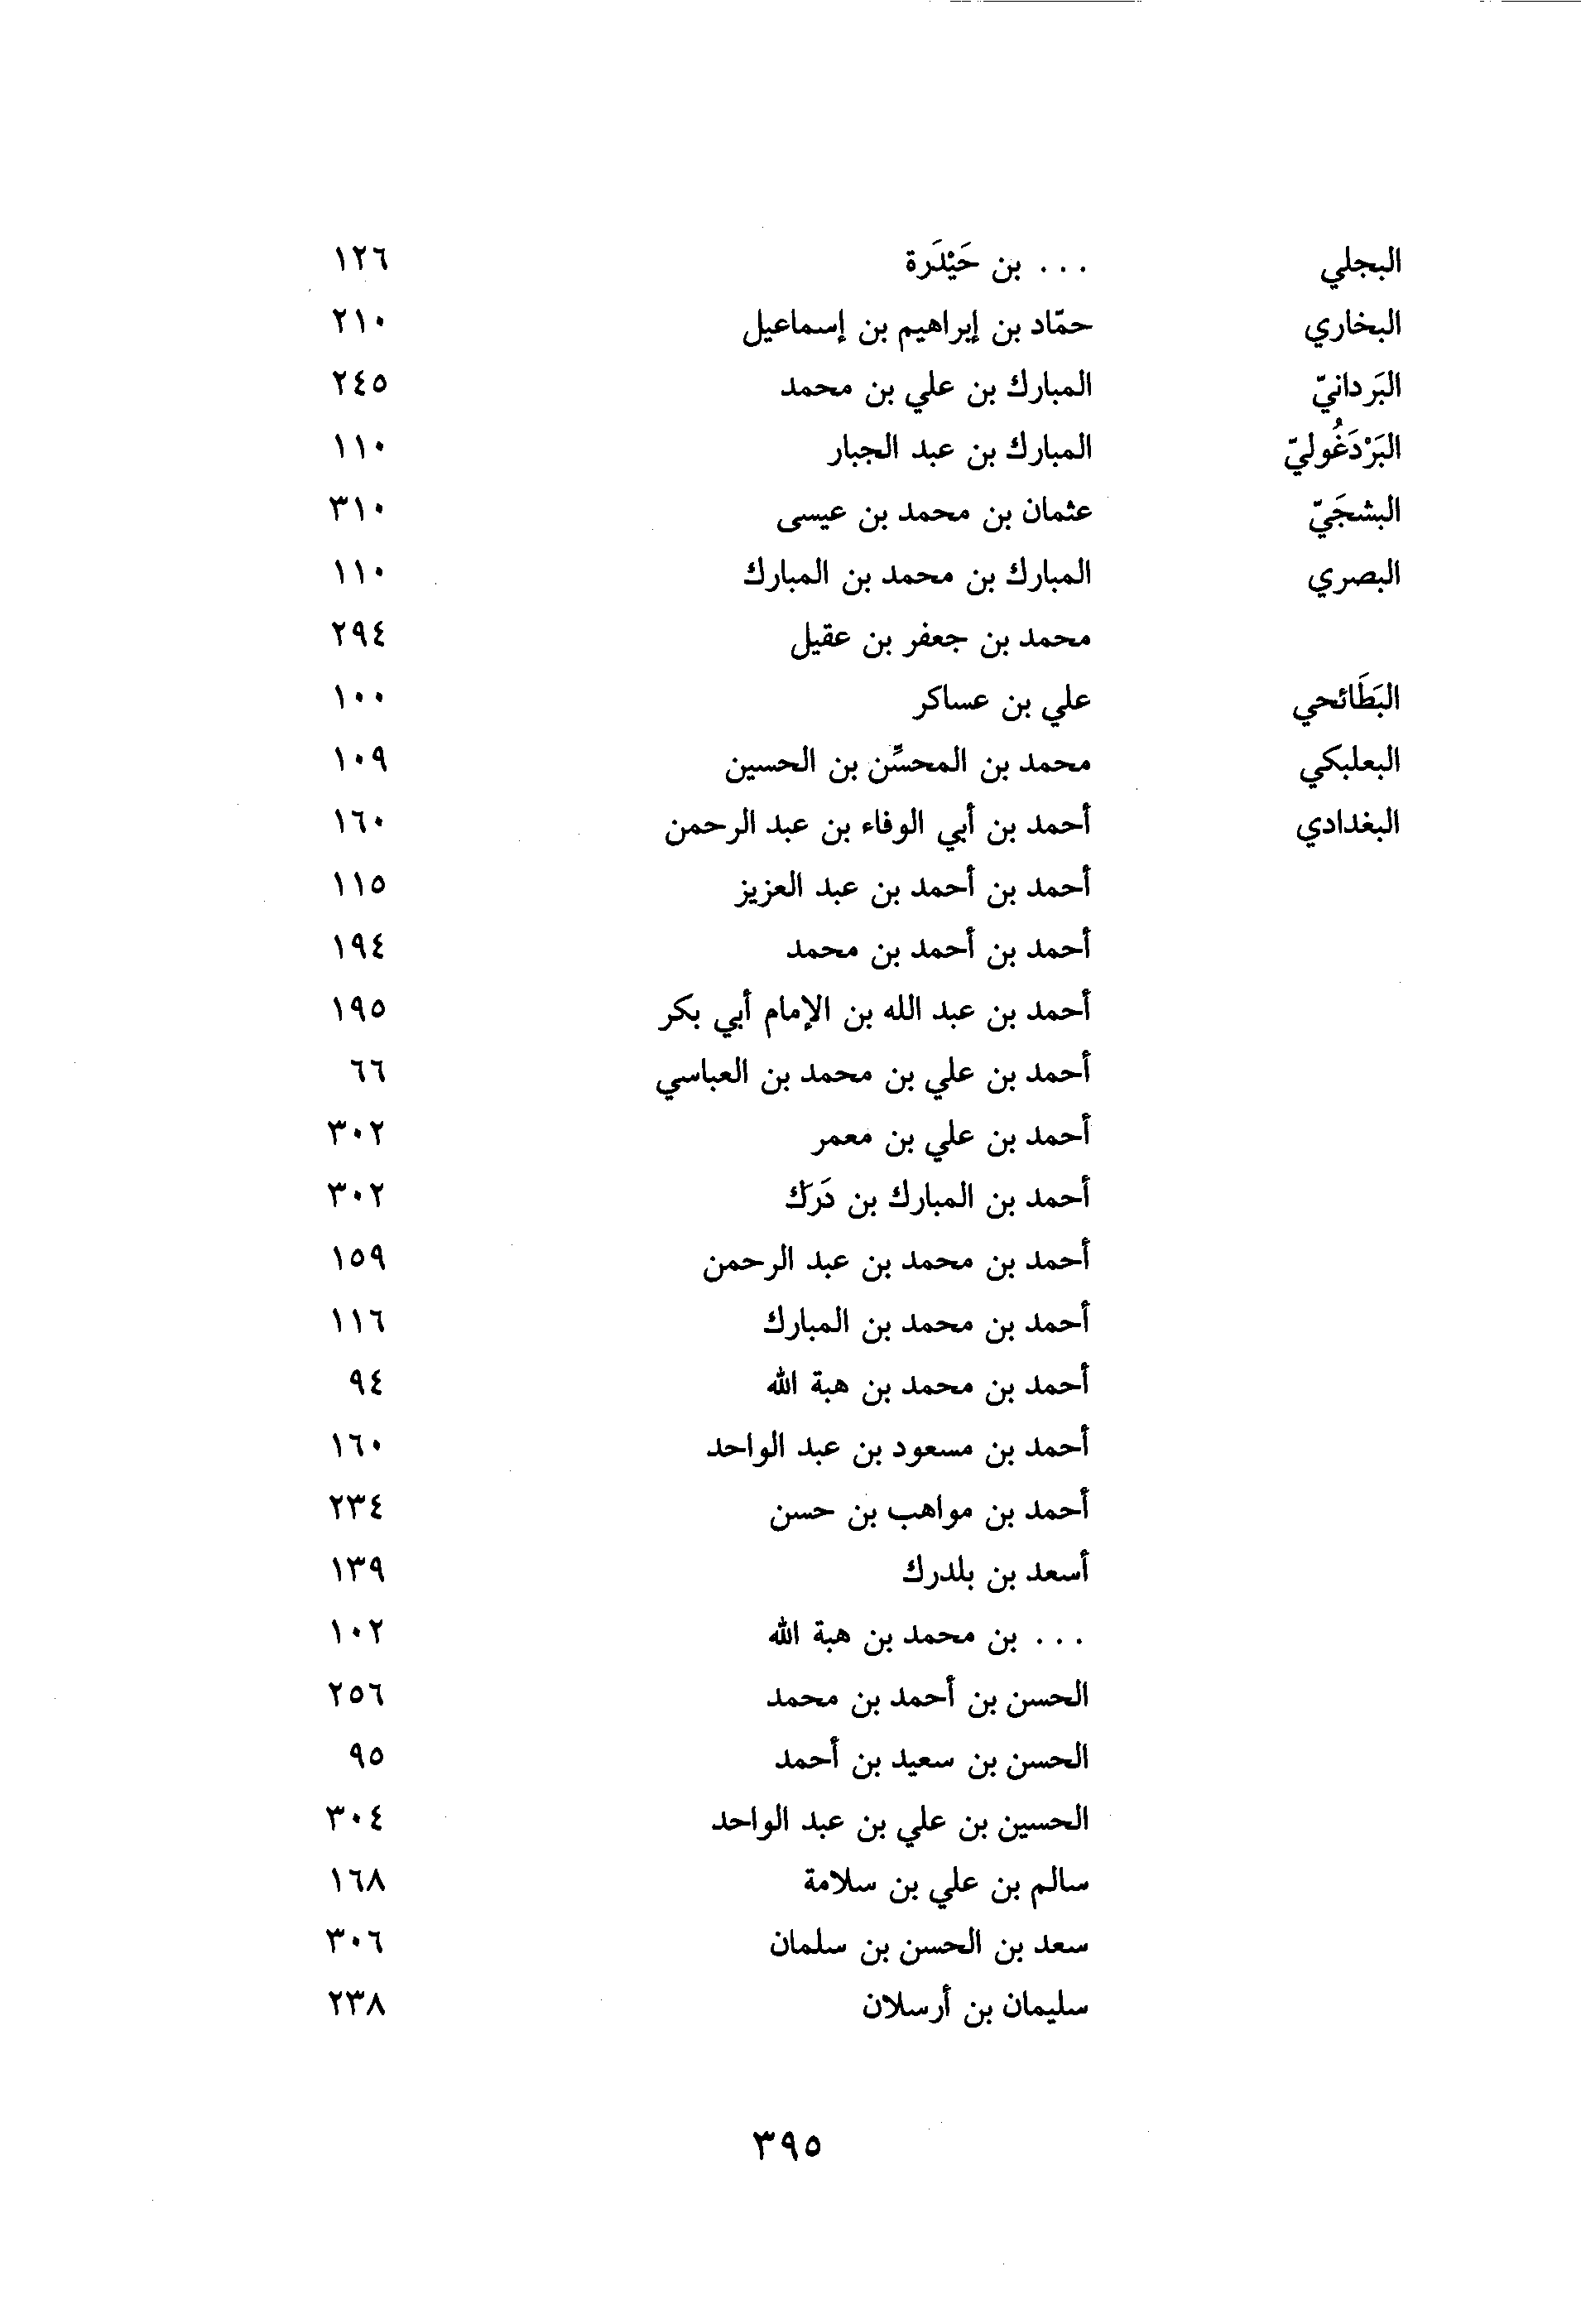 البجلي ... بن حَيْدَرة ١٢٦
البخاري حمّاد بن إبراهيم بن إسماعيل ٢١٠
البَردانيّ المبارك بن علي بن محمد ٢٤٥
البَرْدَغُوليّ المبارك بن عبد الجبار ١١٠
البشجَيّ عثمان بن محمد بن عيسى ٣١٠
البصري المبارك بن محمد بن المبارك ١١٠
محمد بن جعفر بن عقيل ٢٩٤
البَطَائحي علي بن عساكر ١٠٠
البعلبكي محمد بن المحسِّن بن الحسين ١٠٩
البغدادي أحمد بن أبي الوفاء بن عبد الرحمن ١٦٠
أحمد بن أحمد بن عبد العزيز ١١٥
أحمد بن أحمد بن محمد ١٩٤
أحمد بن عبد الله بن الإمام أبي بكر ١٩٥
أحمد بن علي بن محمد بن العباسي ٦٦
أحمد بن علي بن معمر ٣٠٢
أحمد بن المبارك بن دَرَك ٣٠٢
أحمد بن محمد بن عبد الرحمن ١٥٩
أحمد بن محمد بن المبارك ١١٦
أحمد بن محمد بن هبة الله ٩٤
أحمد بن مسعود بن عبد الواحد ١٦٠
أحمد بن مواهب بن حسن ٢٣٤
أسعد بن بلدرك ١٣٩
... بن محمد بن هبة الله ١٠٢
الحسن بن أحمد بن محمد ٢٥٦
الحسن بن سعيد بن أحمد ٩٥
الحسين بن علي بن عبد الواحد ٣٠٤
سالم بن علي بن سلامة ١٦٨
سعد بن الحسن بن سلمان ٣٠٦
سليمان بن أرسلان ٢٣٨
٣٩٥